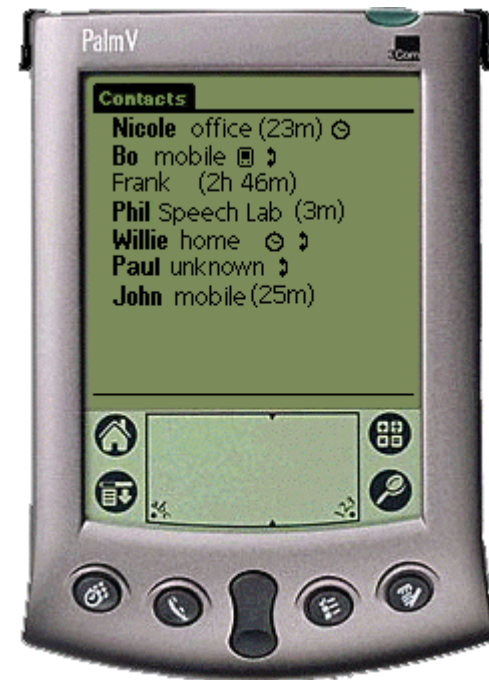 Palm V
3Com
Contacts
Nicole office (23m)
Bo mobile
Frank (2h 46m)
Phil Speech Lab (3m)
Willie home
Paul unknown
John mobile (25m)